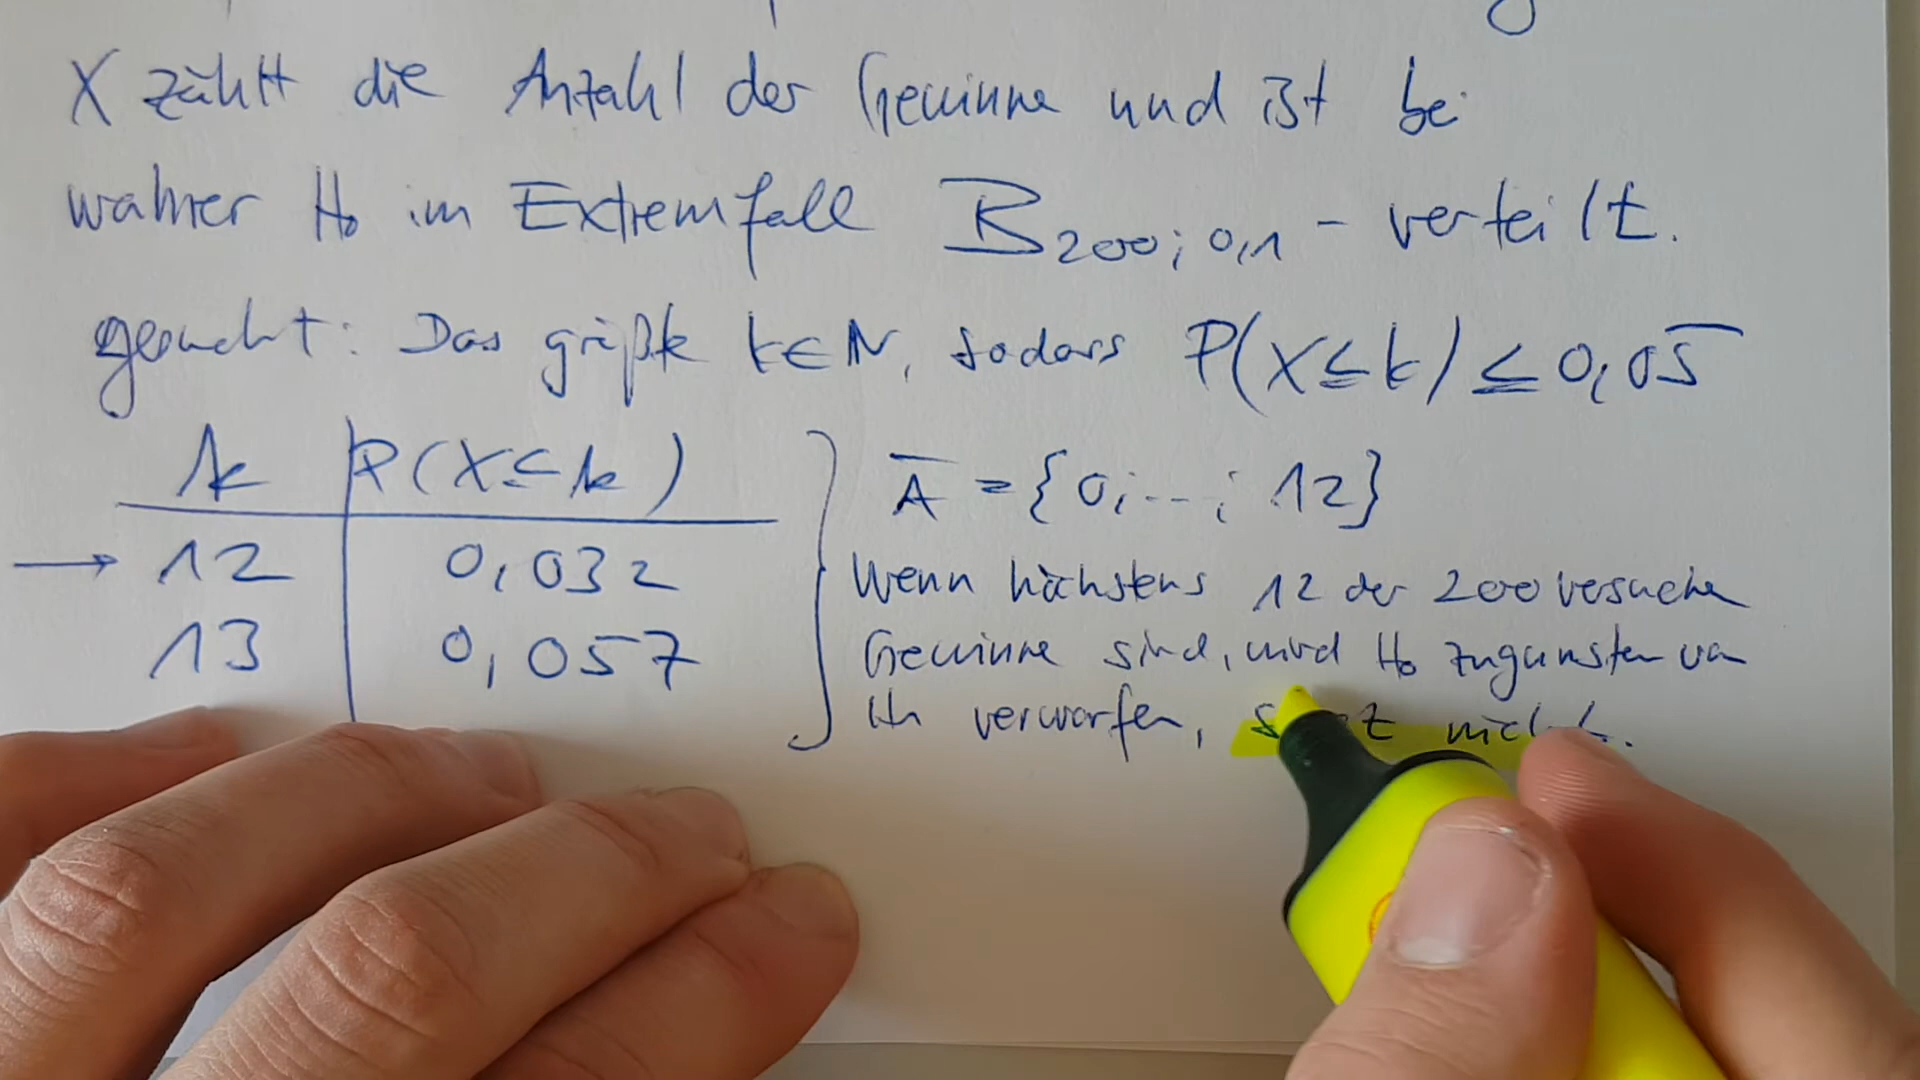 X zählt die Anzahl der Gewinne und ist bei
wahrer H₀ im Extremfall B₂₀₀;₀,₁ - verteilt.
gesucht: Das größte k∈ℕ, sodass P(X≤k)≤0,05
k P(X≤k)
→ 12 0,032
13 0,057
A̅ = {0;...; 12}
Wenn höchstens 12 der 200 Versuche
Gewinne sind, wird H₀ zugunsten von
H₁ verworfen, sonst nicht.